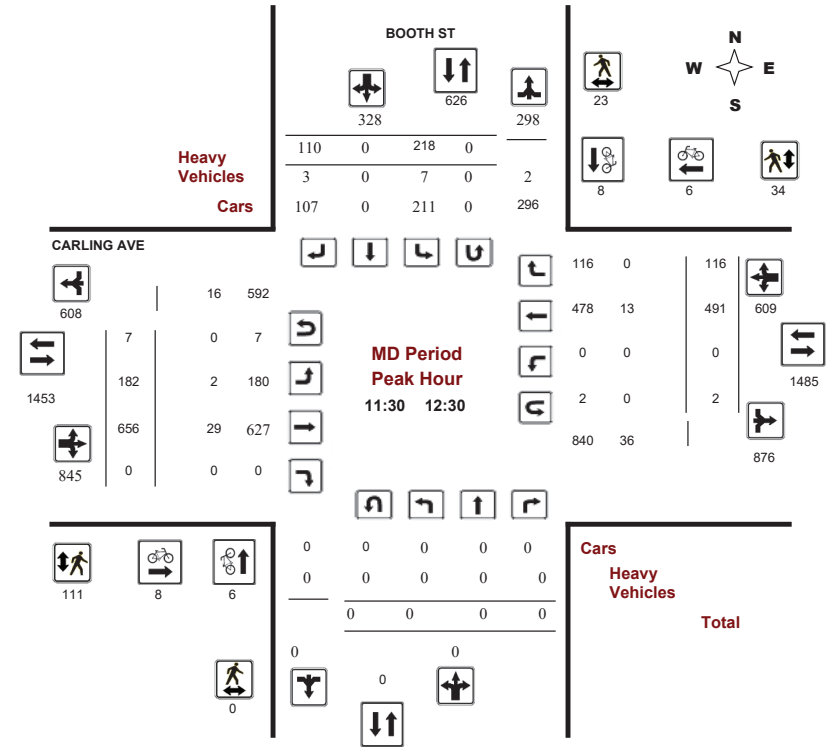 BOOTH ST
N
W E
S
626
23
328
298
110 0 218 0
Heavy
Vehicles
3 0 7 0 2
Cars
107 0 211 0 296
8 6 34
CARLING AVE
116 0 116
608
16 592
478 13 491 609
7 0 7
MD Period
Peak Hour
11:30 12:30
0 0 0
1453
182 2 180
2 0 2
1485
656 29 627
840 36
876
845
0 0 0
0 0 0 0 0
Cars
0 0 0 0 0
Heavy
Vehicles
111 8 6
0 0 0 0
Total
0 0
0
0